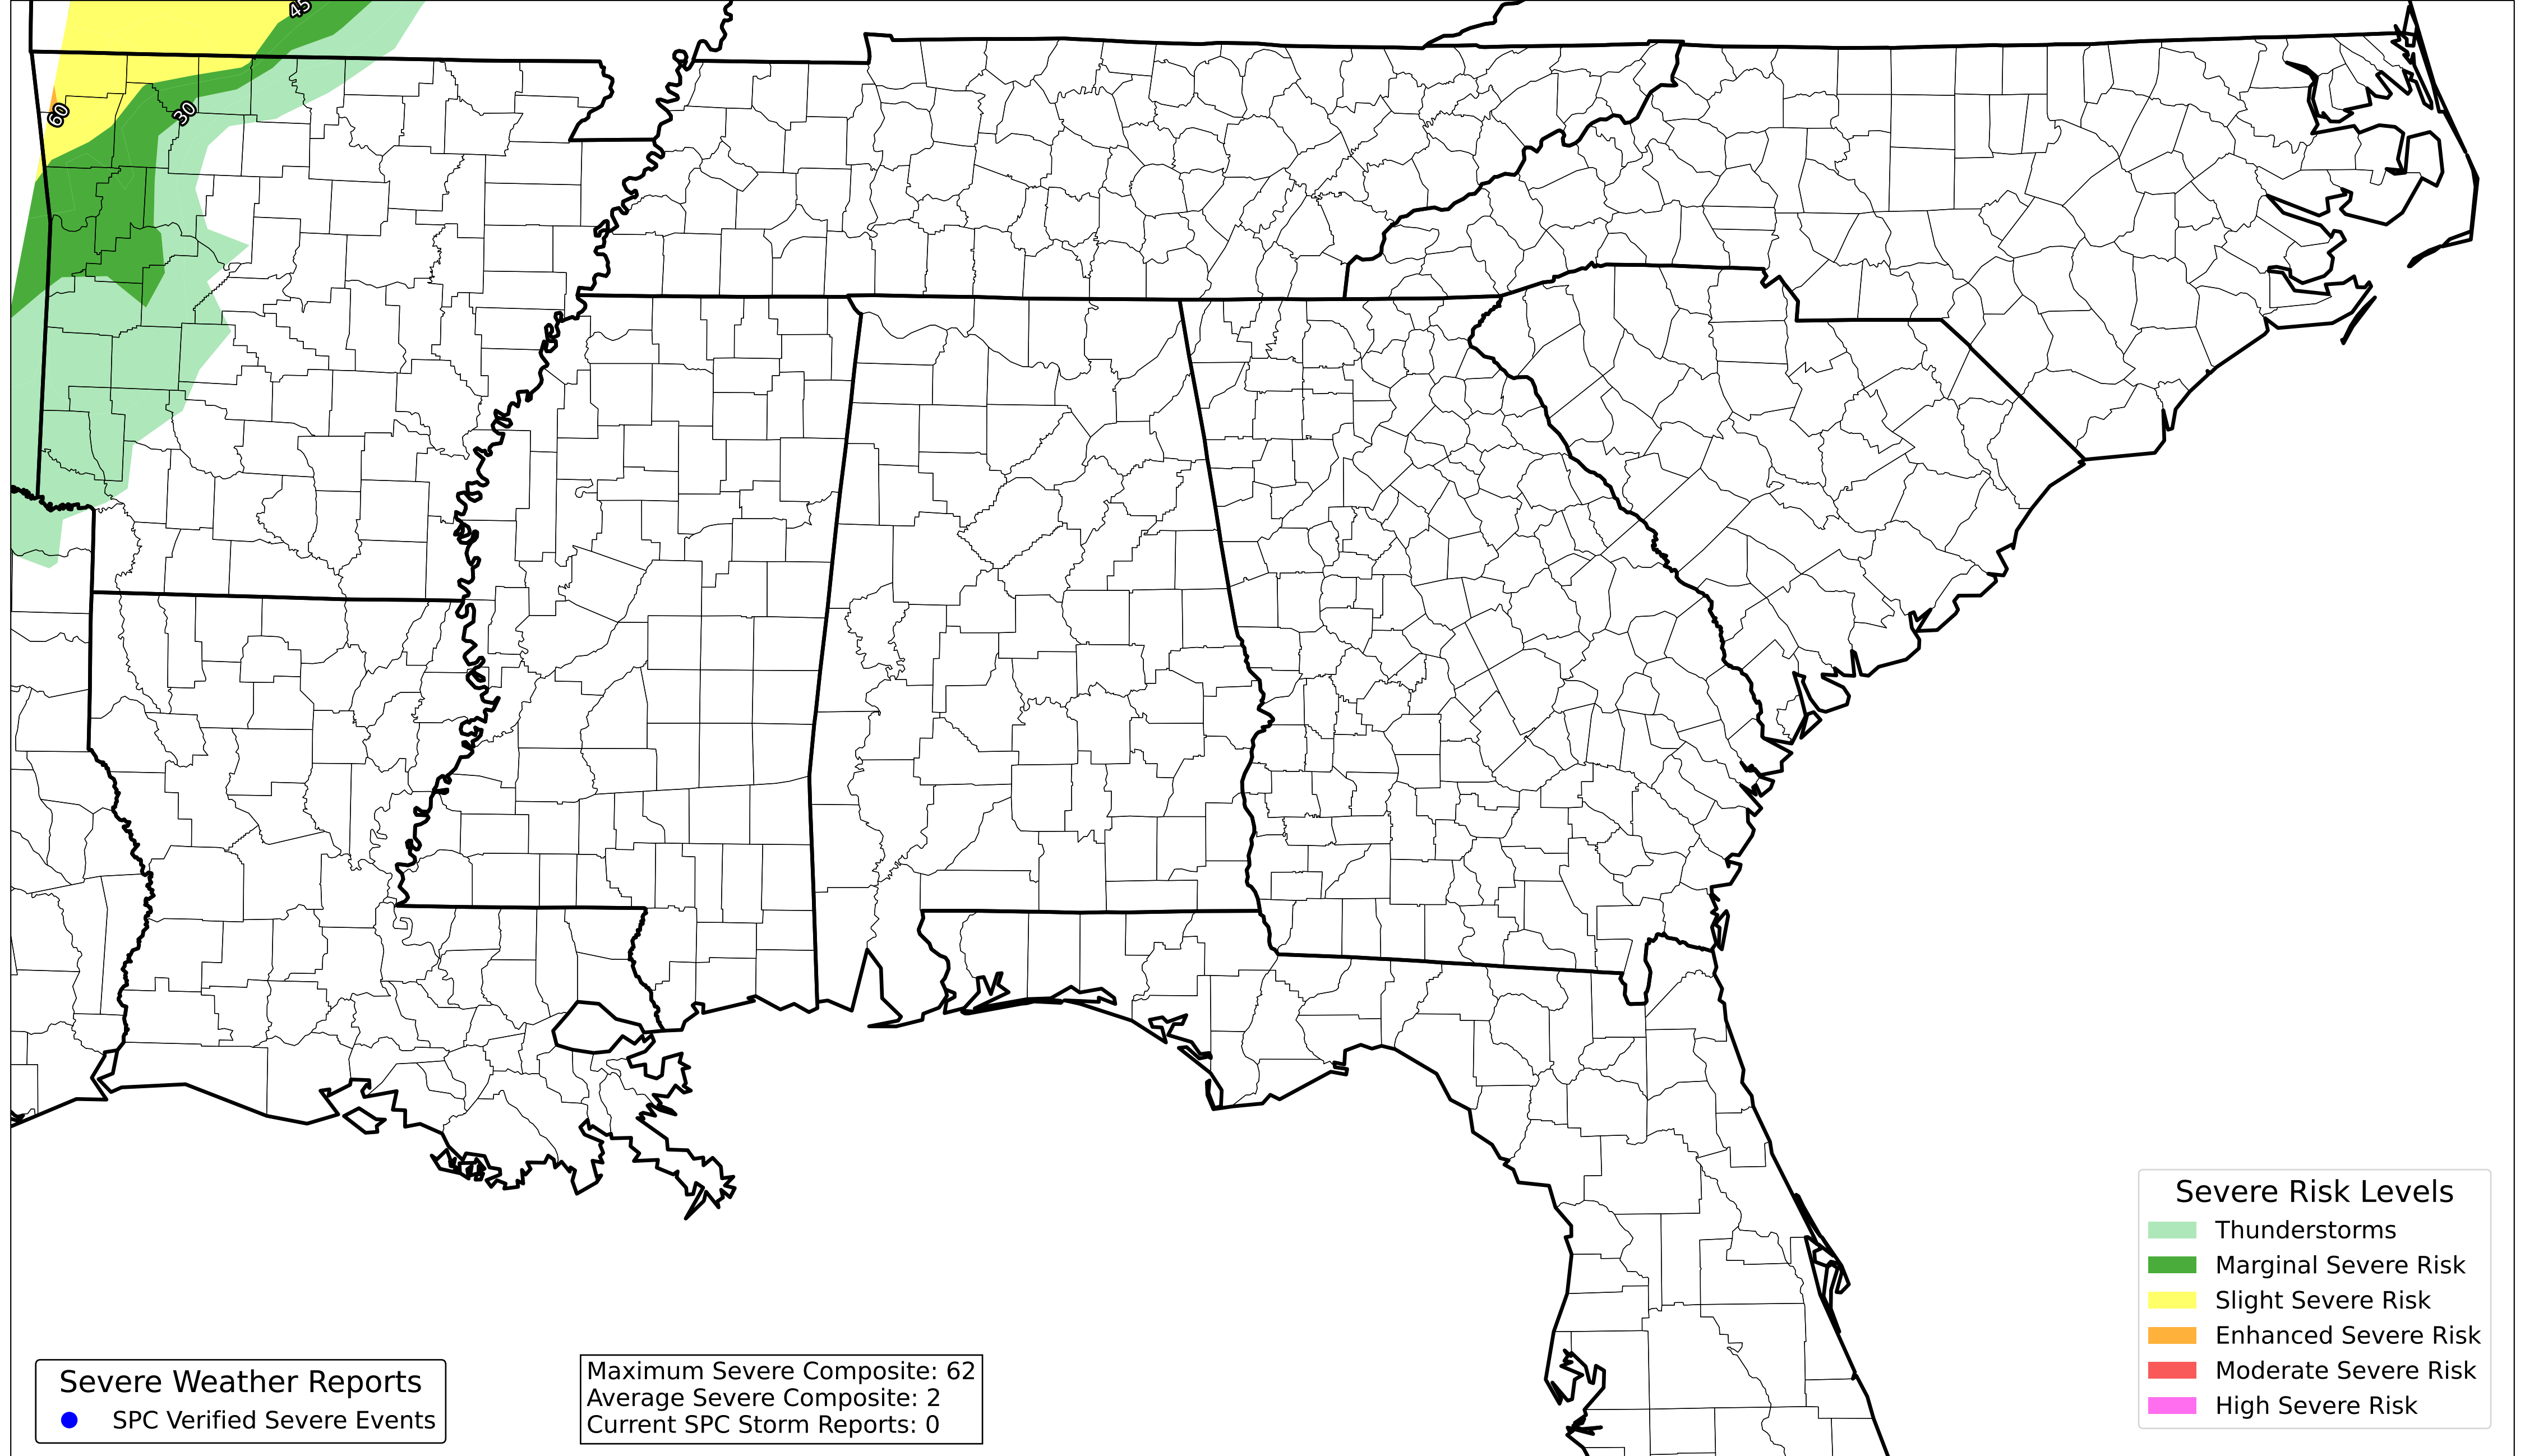 45
60
30
Severe Risk Levels
Thunderstorms
Marginal Severe Risk
Slight Severe Risk
Enhanced Severe Risk
Moderate Severe Risk
High Severe Risk
Severe Weather Reports
SPC Verified Severe Events
Maximum Severe Composite: 62
Average Severe Composite: 2
Current SPC Storm Reports: 0